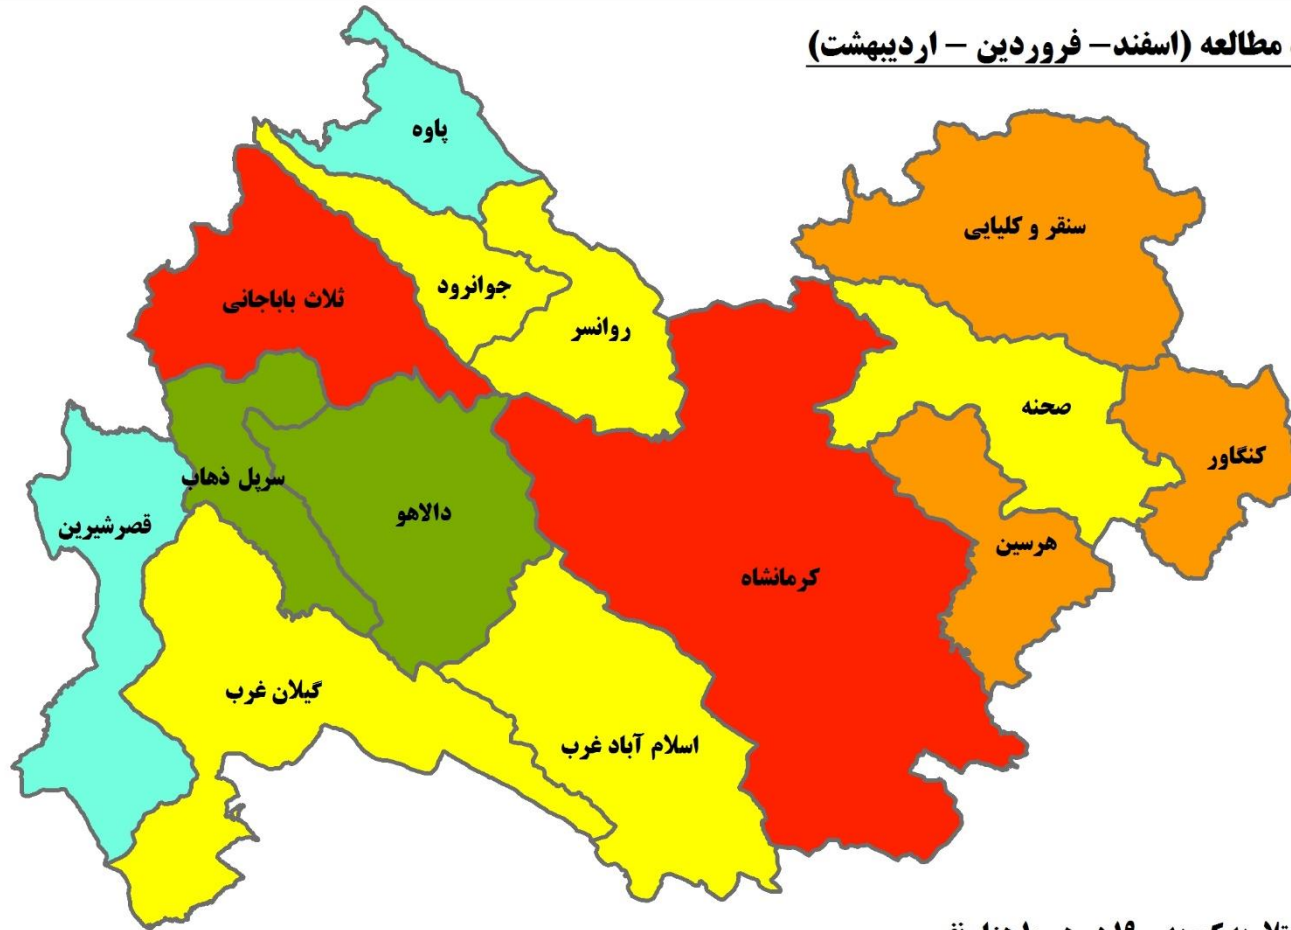 مطالعه (اسفند- فروردین - اردیبهشت)
پاوه
سنقر و کلیایی
جوانرود
ثلاث باباجانی
روانسر
صحنه
کنگاور
سرپل ذهاب
دالاهو
قصرشیرین
هرسین
کرمانشاه
گیلان غرب
اسلام آباد غرب